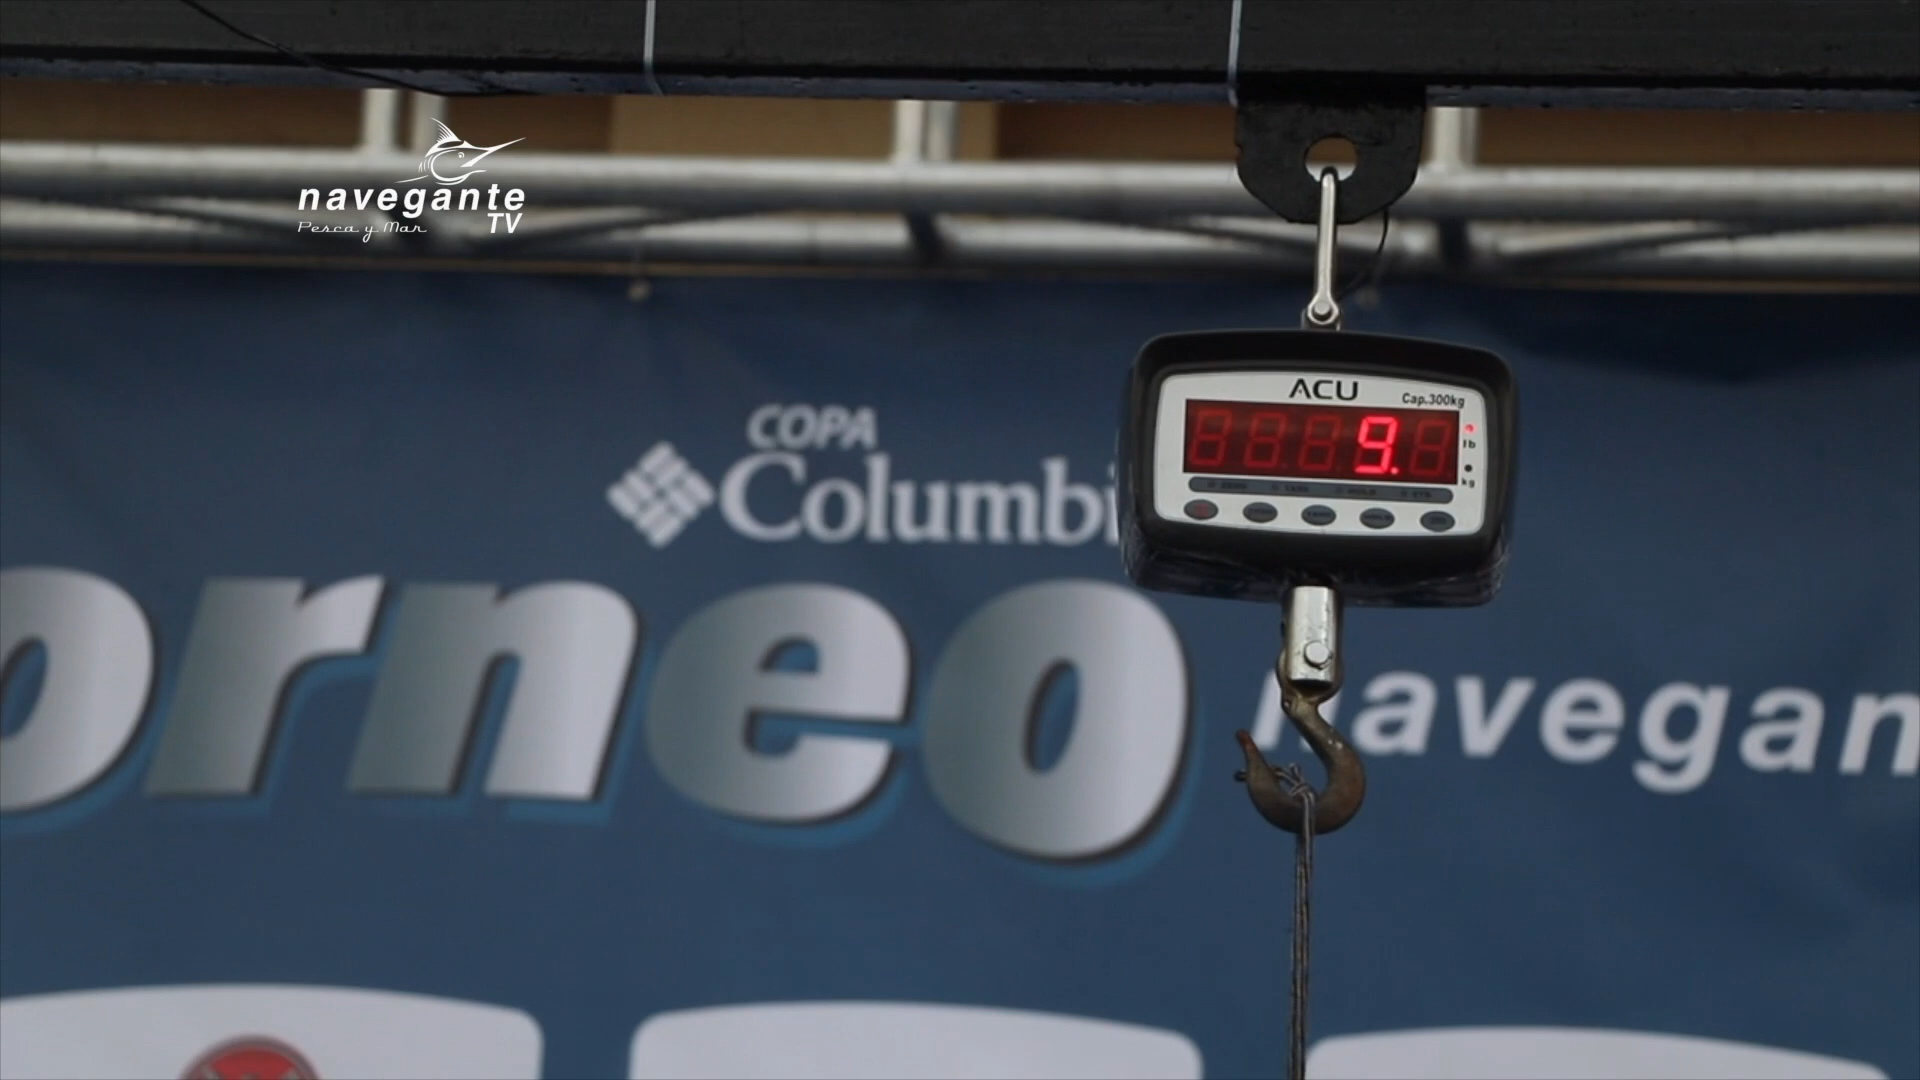 navegante
TV
Pesca y Mar
ACU
Cap.300kg
9.
lb
kg
COPA
Columbi
orneo
navegan